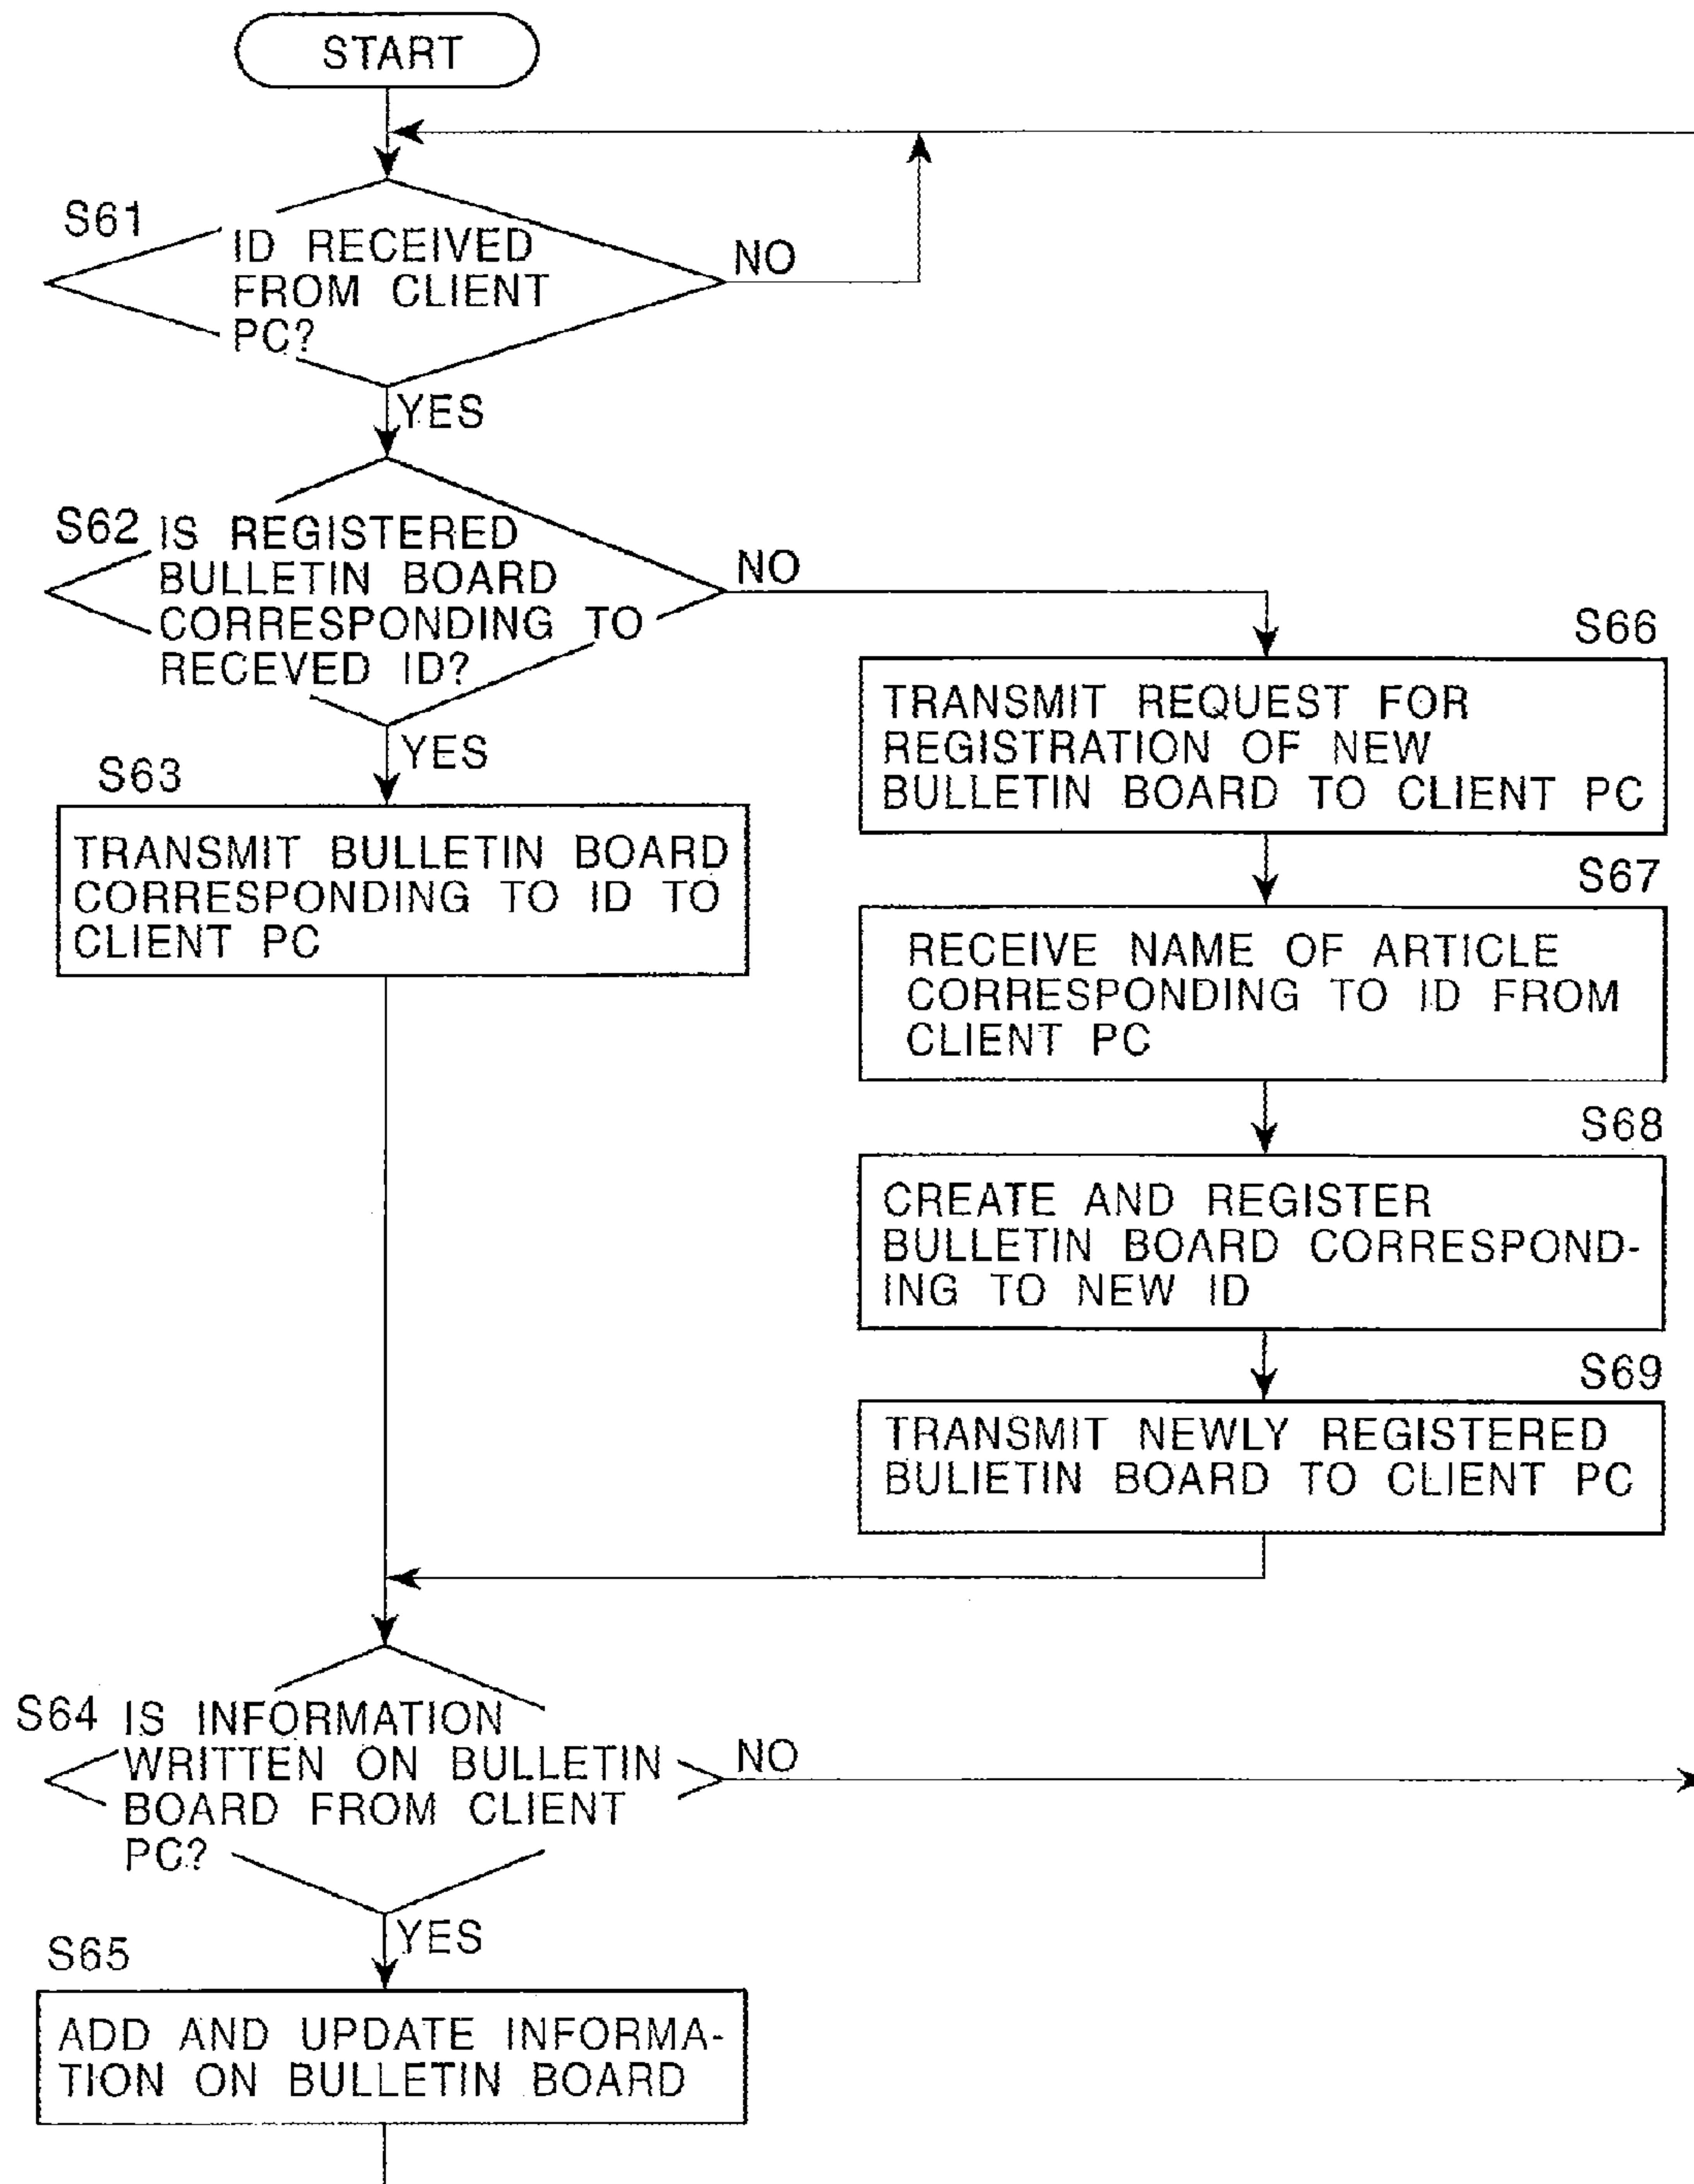 START
S61
ID RECEIVED
FROM CLIENT
PC?
NO
YES
S62
IS REGISTERED
BULLETIN BOARD
CORRESPONDING TO
RECEVED ID?
NO
YES
S63
TRANSMIT BULLETIN BOARD
CORRESPONDING TO ID TO
CLIENT PC
S66
TRANSMIT REQUEST FOR
REGISTRATION OF NEW
BULLETIN BOARD TO CLIENT PC
S67
RECEIVE NAME OF ARTICLE
CORRESPONDING TO ID FROM
CLIENT PC
S68
CREATE AND REGISTER
BULLETIN BOARD CORRESPOND-
ING TO NEW ID
S69
TRANSMIT NEWLY REGISTERED
BULIETIN BOARD TO CLIENT PC
S64
IS INFORMATION
WRITTEN ON BULLETIN
BOARD FROM CLIENT
PC?
NO
YES
S65
ADD AND UPDATE INFORMA-
TION ON BULLETIN BOARD